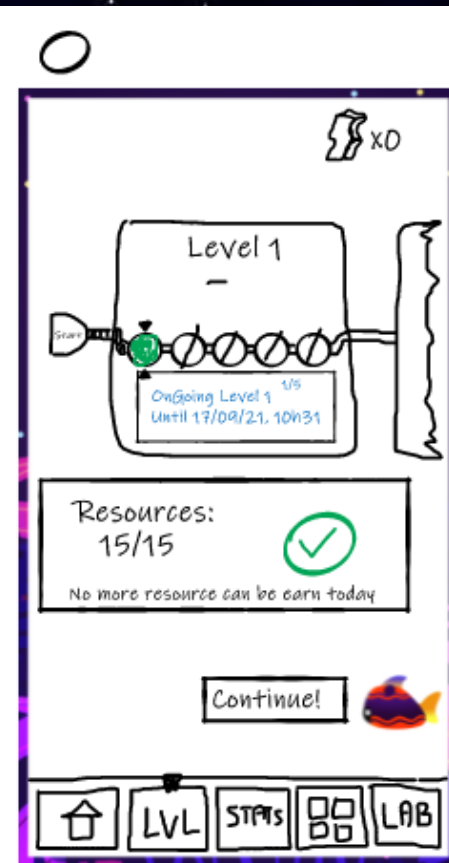 x0
Level 1
Start
OnGoing Level 1 1/5
Until 17/09/21, 10h31
Resources:
15/15
No more resource can be earn today
Continue!
LVL
STATS
LAB